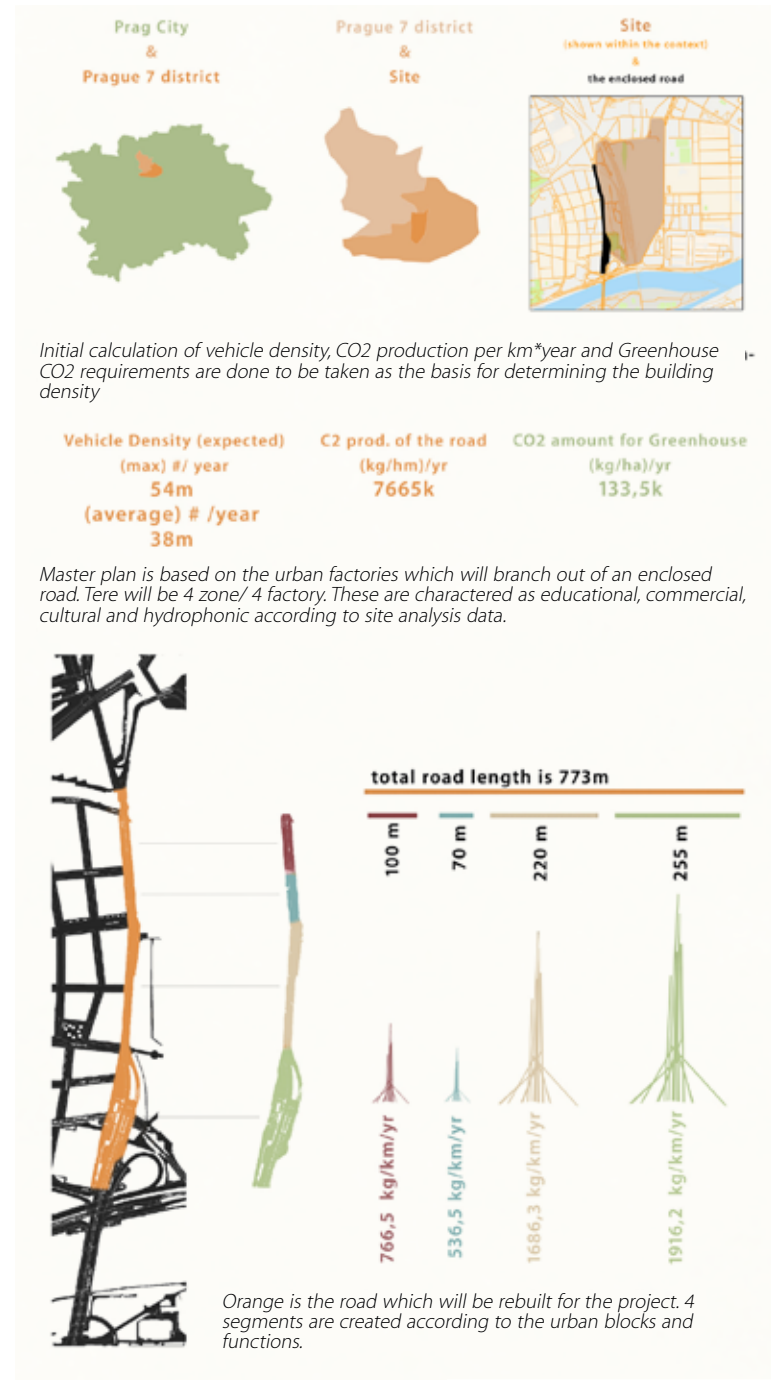 Prag City
&
Prague 7 district
Prague 7 district
&
Site
Site
(shown within the context)
&
the enclosed road
Initial calculation of vehicle density, CO2 production per km*year and Greenhouse
CO2 requirements are done to be taken as the basis for determining the building
density
Vehicle Density (expected)
(max) #/ year
54m
(average) # /year
38m
C2 prod. of the road
(kg/hm)/yr
7665k
CO2 amount for Greenhouse
(kg/ha)/yr
133,5k
Master plan is based on the urban factories which will branch out of an enclosed
road. Tere will be 4 zone/ 4 factory. These are charactered as educational, commercial,
cultural and hydrophonic according to site analysis data.
total road length is 773m
100 m
70 m
220 m
255 m
766,5 kg/km/yr
536,5 kg/km/yr
1686,3 kg/km/yr
1916,2 kg/km/yr
Orange is the road which will be rebuilt for the project. 4
segments are created according to the urban blocks and
functions.